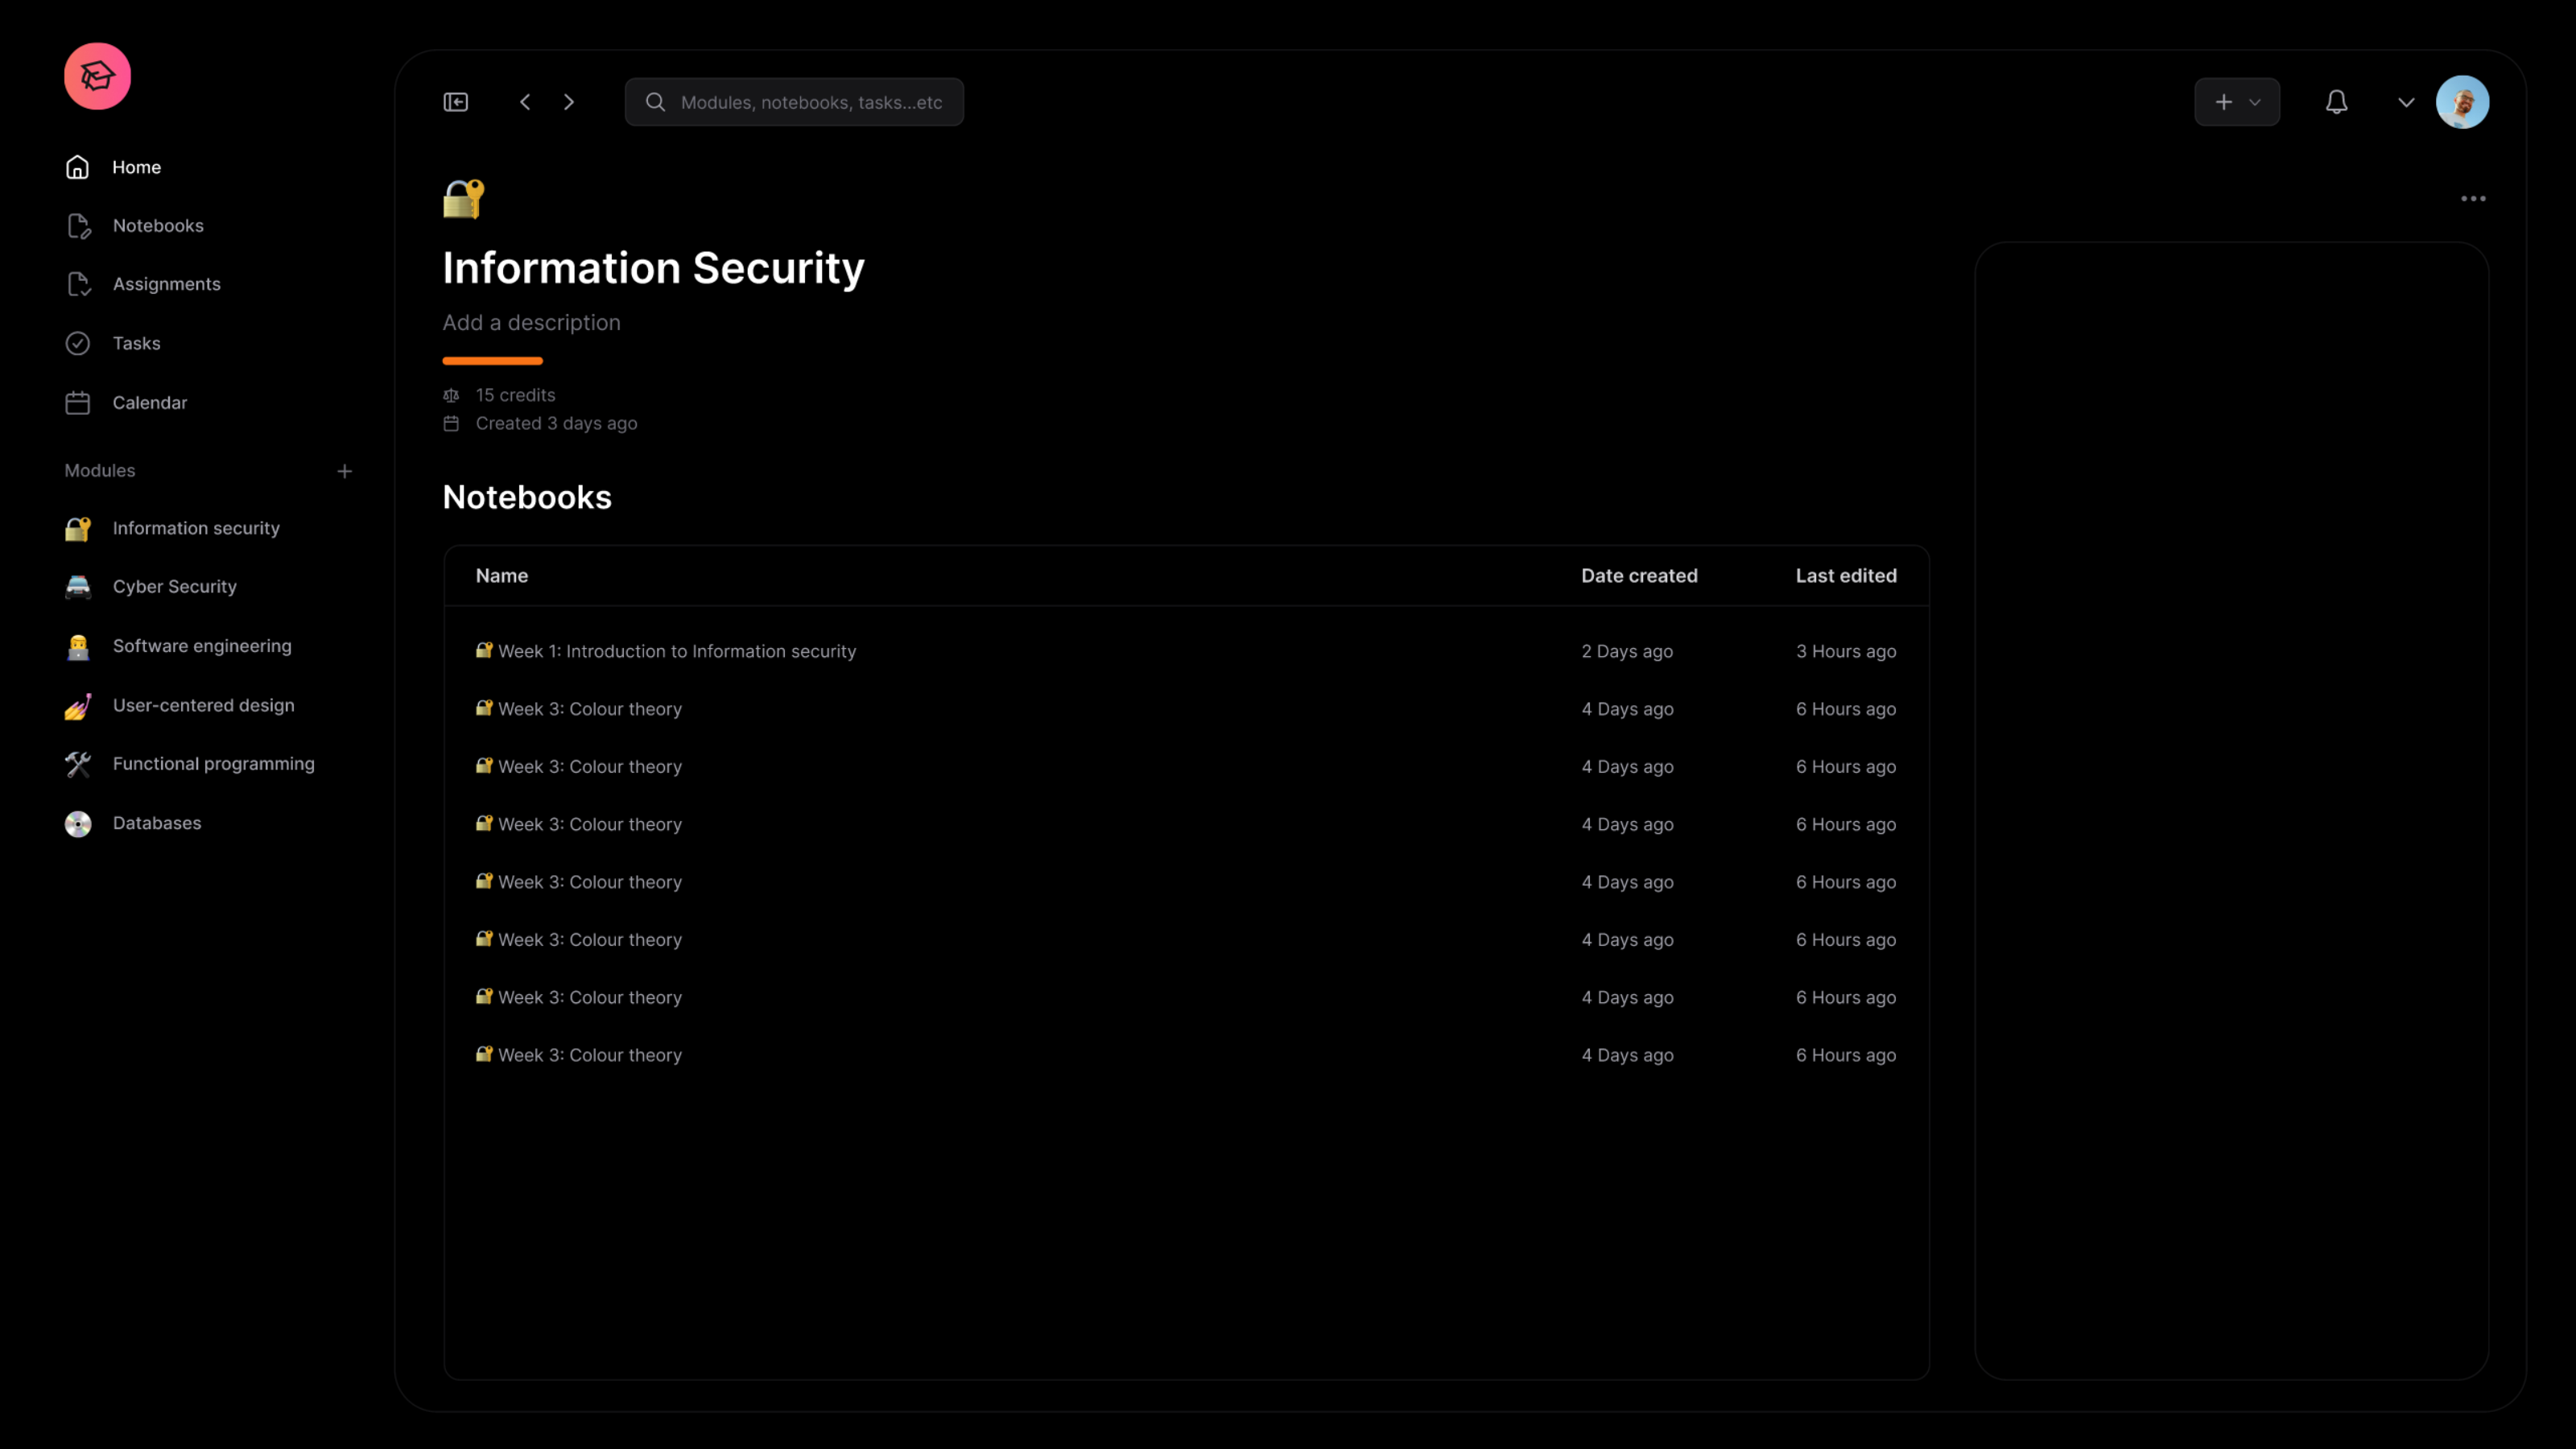 Home
Notebooks
Assignments
Tasks
Calendar
Modules
Information security
Cyber Security
Software engineering
User-centered design
Functional programming
Databases
Modules, notebooks, tasks...etc
Information Security
Add a description
15 credits
Created 3 days ago
Notebooks
Name Date created Last edited
Week 1: Introduction to Information security 2 Days ago 3 Hours ago
Week 3: Colour theory 4 Days ago 6 Hours ago
Week 3: Colour theory 4 Days ago 6 Hours ago
Week 3: Colour theory 4 Days ago 6 Hours ago
Week 3: Colour theory 4 Days ago 6 Hours ago
Week 3: Colour theory 4 Days ago 6 Hours ago
Week 3: Colour theory 4 Days ago 6 Hours ago
Week 3: Colour theory 4 Days ago 6 Hours ago